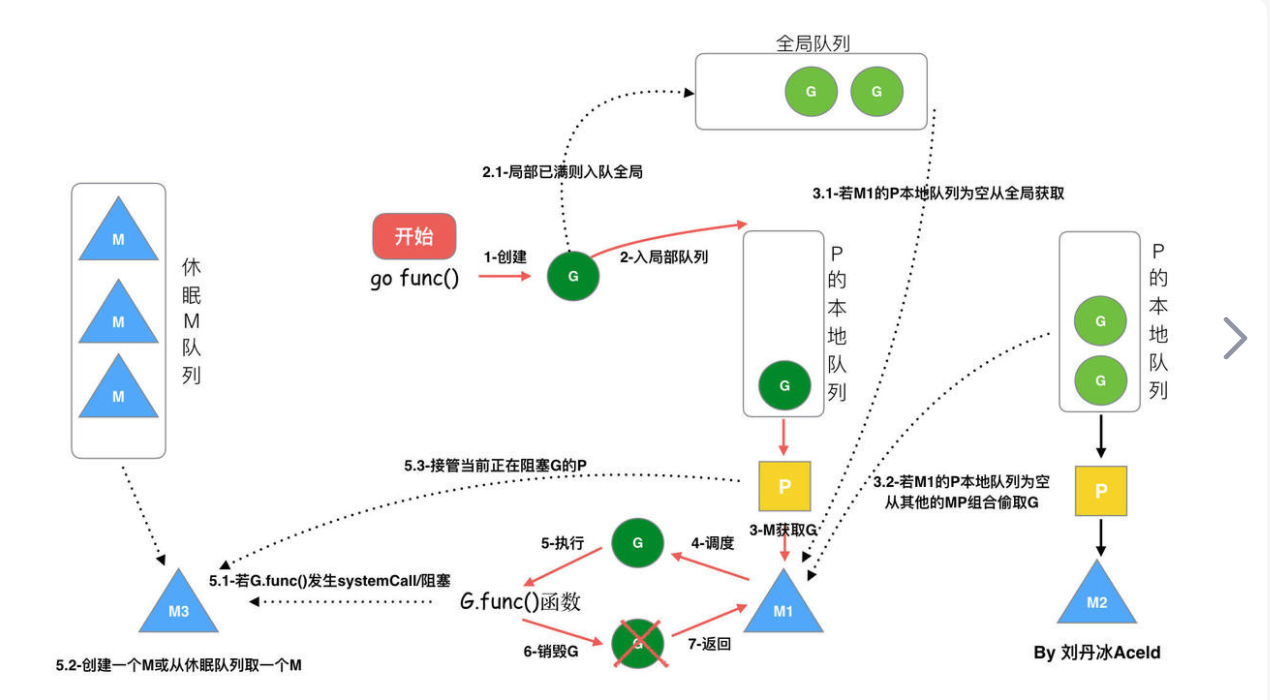 全局队列
G
G
2.1-局部已满则入队全局
3.1-若M1的P本地队列为空从全局获取
开始
go func()
1-创建
G
2-入局部队列
P的本地队列
G
P的本地队列
G
G
M
M
M
休眠M队列
5.3-接管当前正在阻塞G的P
P
3.2-若M1的P本地队列为空
从其他的MP组合偷取G
P
3-M获取G
5-执行
G
4-调度
5.1-若G.func()发生systemCall/阻塞
G.func()函数
M3
M1
M2
6-销毁G
G
7-返回
5.2-创建一个M或从休眠队列取一个M
By 刘丹冰Aceld